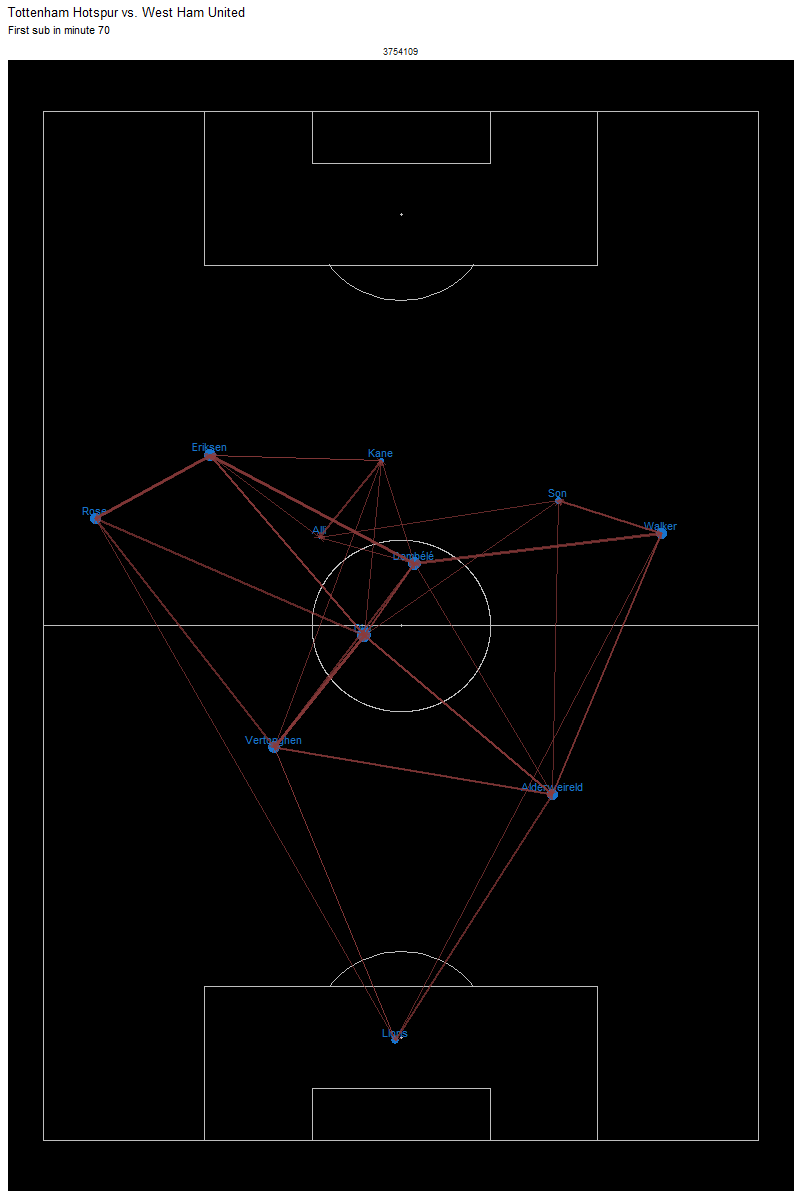 Tottenham Hotspur vs. West Ham United
First sub in minute 70
3754109
Eriksen
Kane
Son
Rose
Walker
Alli
Dembélé
Vertonghen
Alderweireld
Lloris